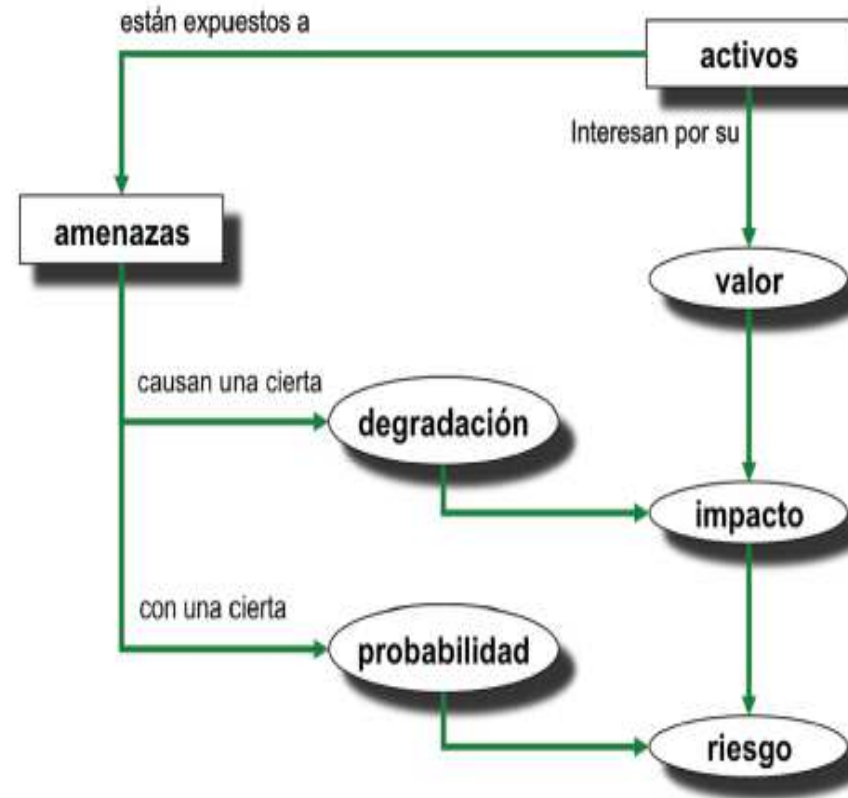 están expuestos a
activos
Interesan por su
amenazas
valor
causan una cierta
degradación
impacto
con una cierta
probabilidad
riesgo